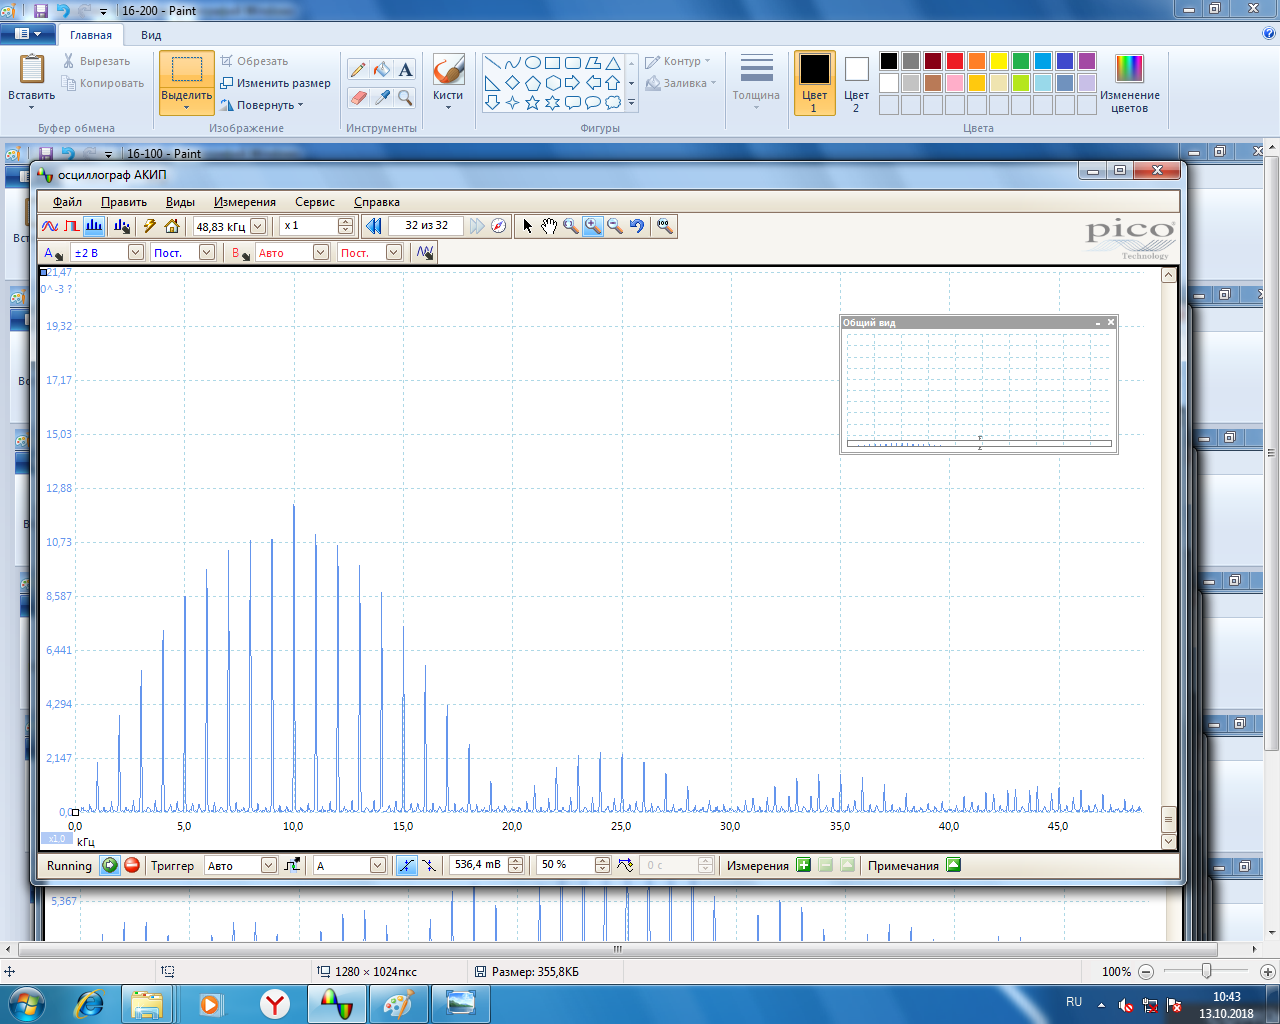 16-200 - Paint
Главная
Вид
Вставить
Вырезать
Копировать
Буфер обмена
Выделить
Обрезать
Изменить размер
Повернуть
Изображение
Инструменты
Кисти
Контур
Заливка
Фигуры
Толщина
Цвет
1
Цвет
2
Изменение
цветов
Цвета
16-100 - Paint
осциллограф АКИП
Файл
Править
Виды
Измерения
Сервис
Справка
48,83 кГц
x 1
32 из 32
pico
Technology
A
±2 В
Пост.
B
Авто
Пост.
21,47
0^-3 ?
19,32
17,17
15,03
12,88
10,73
8,587
6,441
4,294
2,147
0,0
Общий вид
0,0 5,0 10,0 15,0 20,0 25,0 30,0 35,0 40,0 45,0
x1,0
кГц
Running
Триггер
Авто
A
536,4 mВ
50 %
0 с
Измерения
Примечания
5,367
1280 × 1024пкс
Размер: 355,8КБ
100%
RU
10:43
13.10.2018